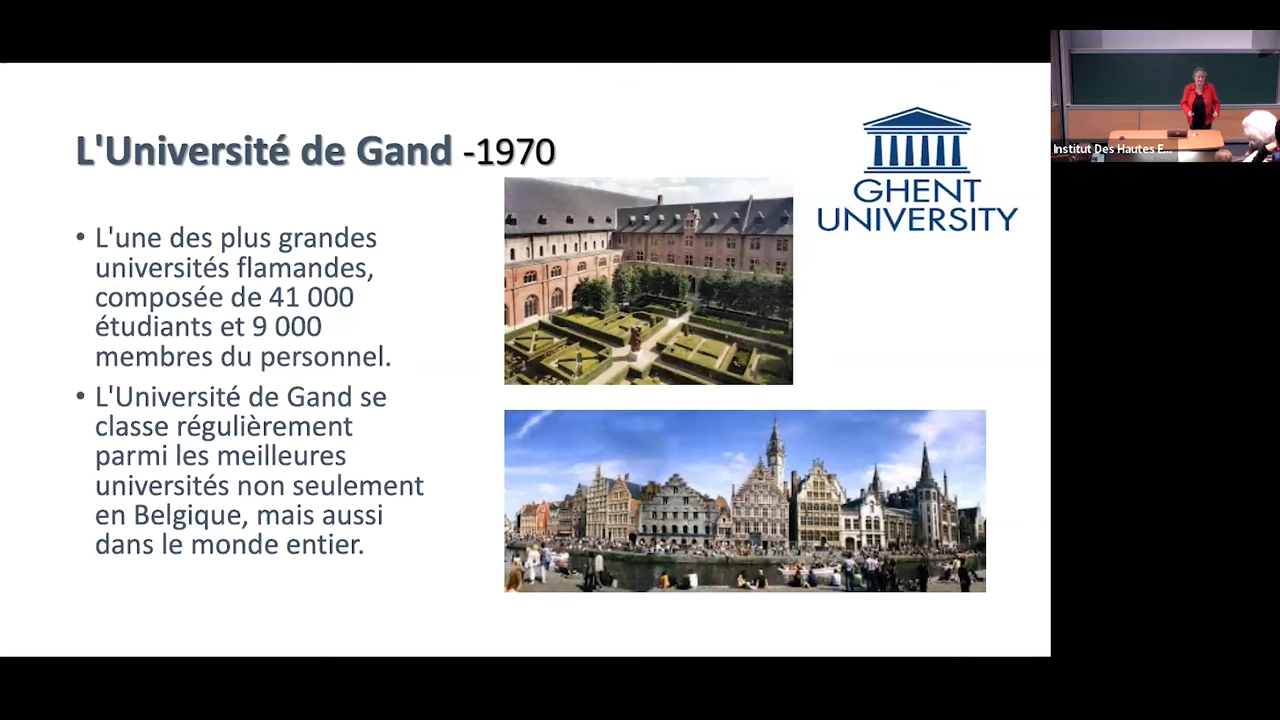 L'Université de Gand -1970
• L'une des plus grandes
universités flamandes,
composée de 41 000
étudiants et 9 000
membres du personnel.
• L'Université de Gand se
classe régulièrement
parmi les meilleures
universités non seulement
en Belgique, mais aussi
dans le monde entier.
GHENT
UNIVERSITY
Institut Des Hautes E...